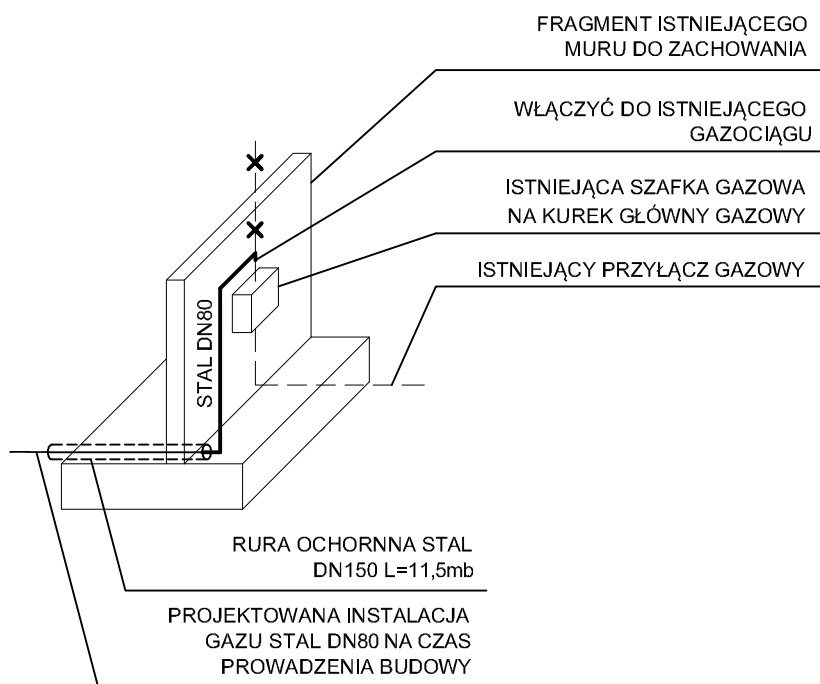 FRAGMENT ISTNIEJĄCEGO
MURU DO ZACHOWANIA
WŁĄCZYĆ DO ISTNIEJĄCEGO
GAZOCIĄGU
ISTNIEJĄCA SZAFKA GAZOWA
NA KUREK GŁÓWNY GAZOWY
ISTNIEJĄCY PRZYŁĄCZ GAZOWY
STAL DN80
RURA OCHORNNA STAL
DN150 L=11,5mb
PROJEKTOWANA INSTALACJA
GAZU STAL DN80 NA CZAS
PROWADZENIA BUDOWY